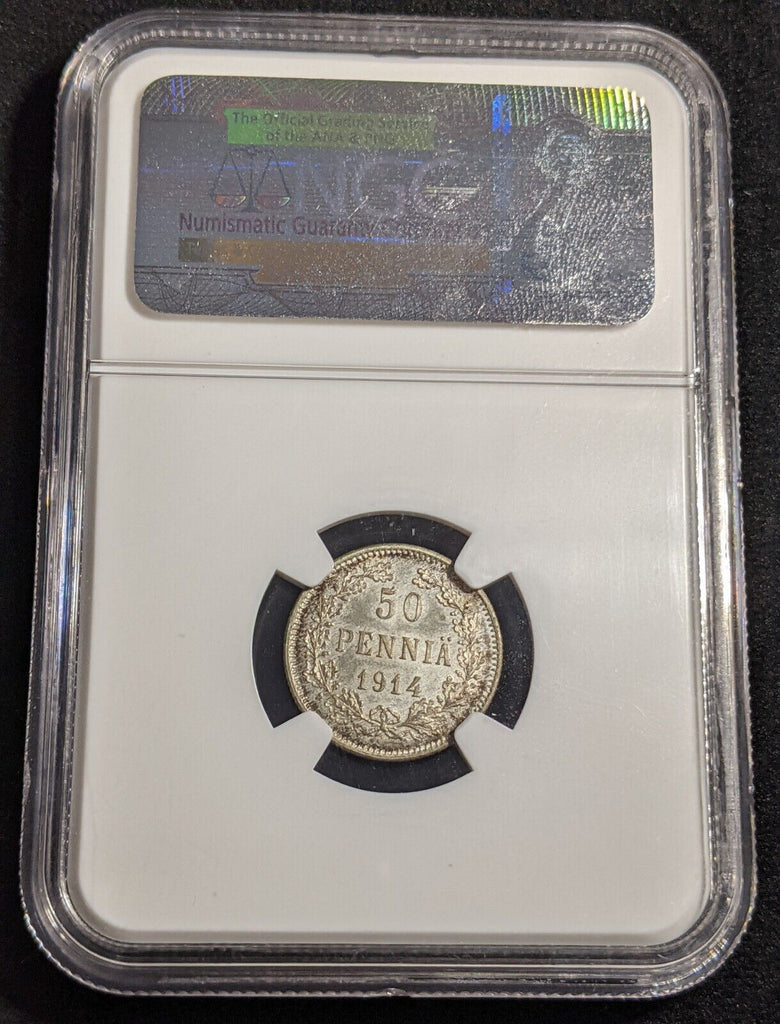 The Official Grading Service
of the ANA & PNG
NGC
Numismatic Guaranty
50
PENNIÄ
1914